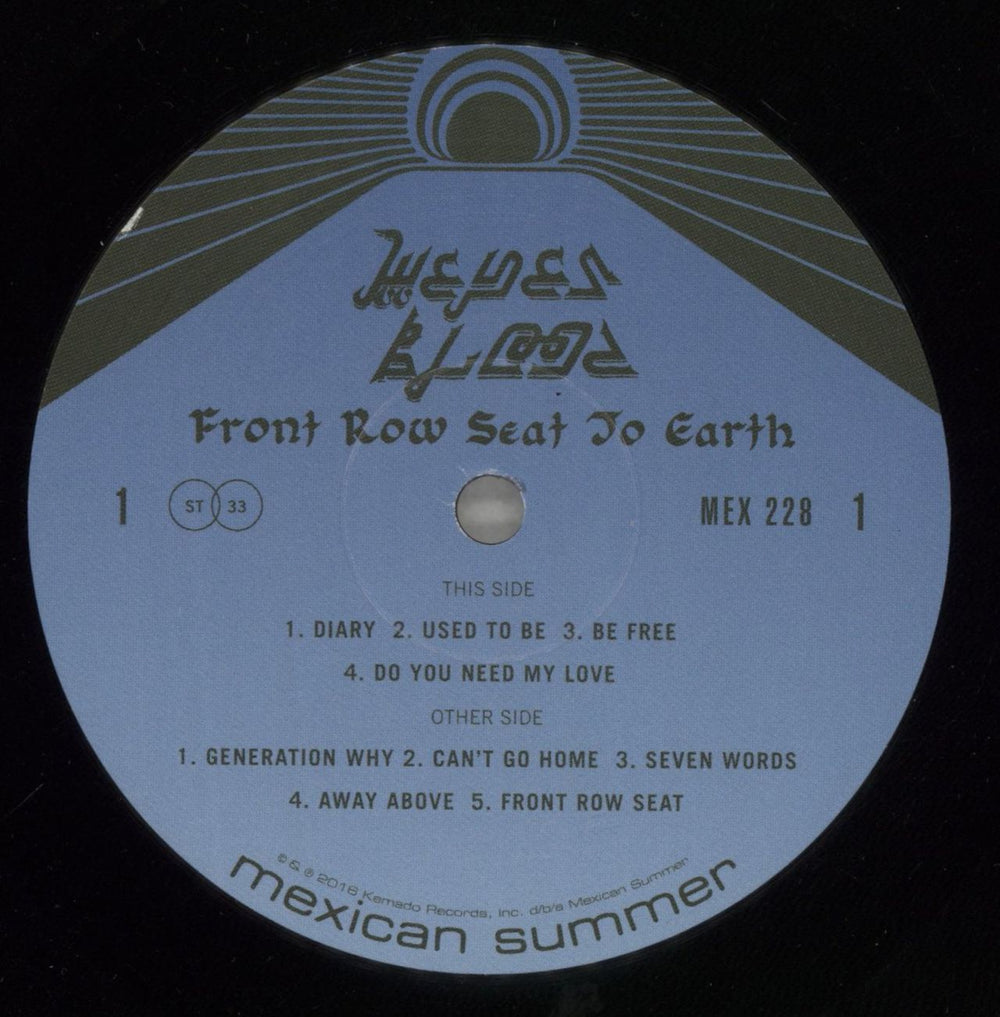 WEYES
BLOOD
Front Row Seat To Earth
1 ST 33 MEX 228 1
THIS SIDE
1. DIARY 2. USED TO BE 3. BE FREE
4. DO YOU NEED MY LOVE
OTHER SIDE
1. GENERATION WHY 2. CAN'T GO HOME 3. SEVEN WORDS
4. AWAY ABOVE 5. FRONT ROW SEAT
© & ℗ 2016 Kemado Records, Inc. d/b/a Mexican Summer
mexican summer